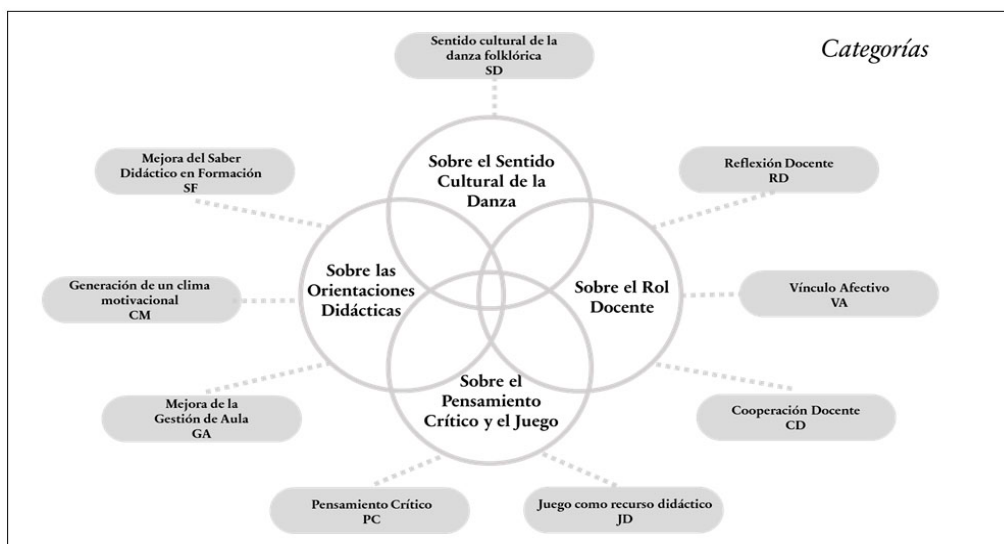 Categorías
Sentido cultural de la
danza folklórica
SD
Sobre el Sentido
Cultural de la
Danza
Mejora del Saber
Didáctico en Formación
SF
Reflexión Docente
RD
Sobre las
Orientaciones
Didácticas
Sobre el Rol
Docente
Generación de un clima
motivacional
CM
Vínculo Afectivo
VA
Sobre el
Pensamiento
Crítico y el Juego
Mejora de la
Gestión de Aula
GA
Cooperación Docente
CD
Pensamiento Crítico
PC
Juego como recurso didáctico
JD